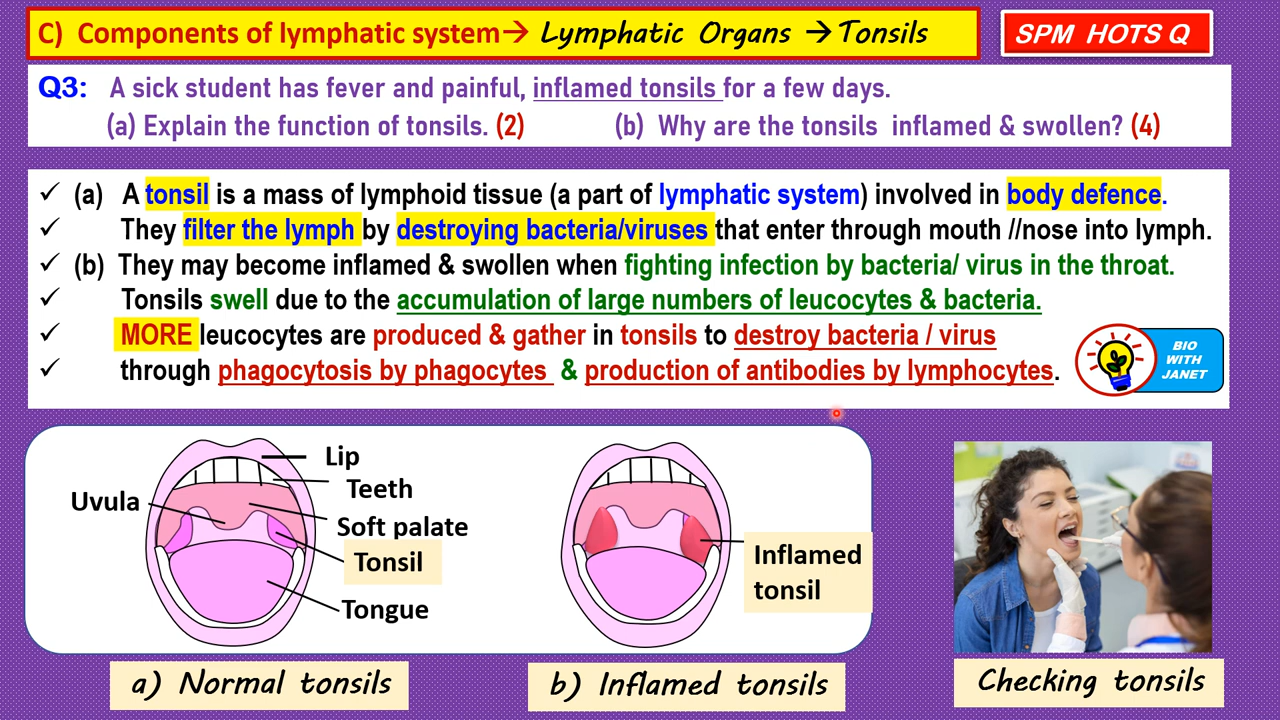 C) Components of lymphatic system→ Lymphatic Organs →Tonsils
SPM HOTS Q
Q3: A sick student has fever and painful, inflamed tonsils for a few days.
(a) Explain the function of tonsils. (2) (b) Why are the tonsils inflamed & swollen? (4)
✓ (a) A tonsil is a mass of lymphoid tissue (a part of lymphatic system) involved in body defence.
✓ They filter the lymph by destroying bacteria/viruses that enter through mouth //nose into lymph.
✓ (b) They may become inflamed & swollen when fighting infection by bacteria/ virus in the throat.
✓ Tonsils swell due to the accumulation of large numbers of leucocytes & bacteria.
✓ MORE leucocytes are produced & gather in tonsils to destroy bacteria / virus
✓ through phagocytosis by phagocytes & production of antibodies by lymphocytes.
BIO
WITH
JANET
Lip
Teeth
Uvula
Soft palate
Tonsil
Tongue
Inflamed
tonsil
a) Normal tonsils
b) Inflamed tonsils
Checking tonsils